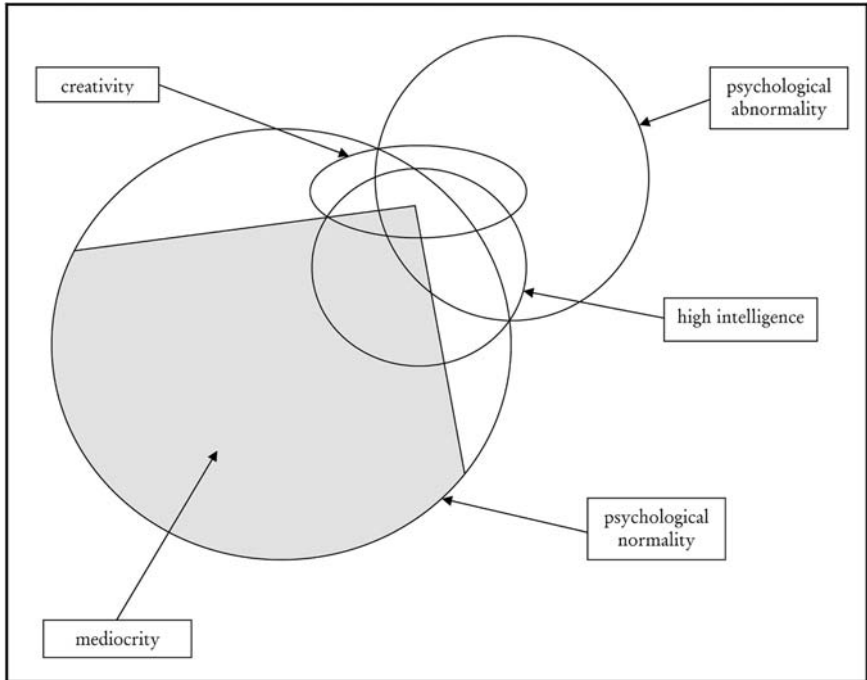 creativity
psychological
abnormality
high intelligence
psychological
normality
mediocrity